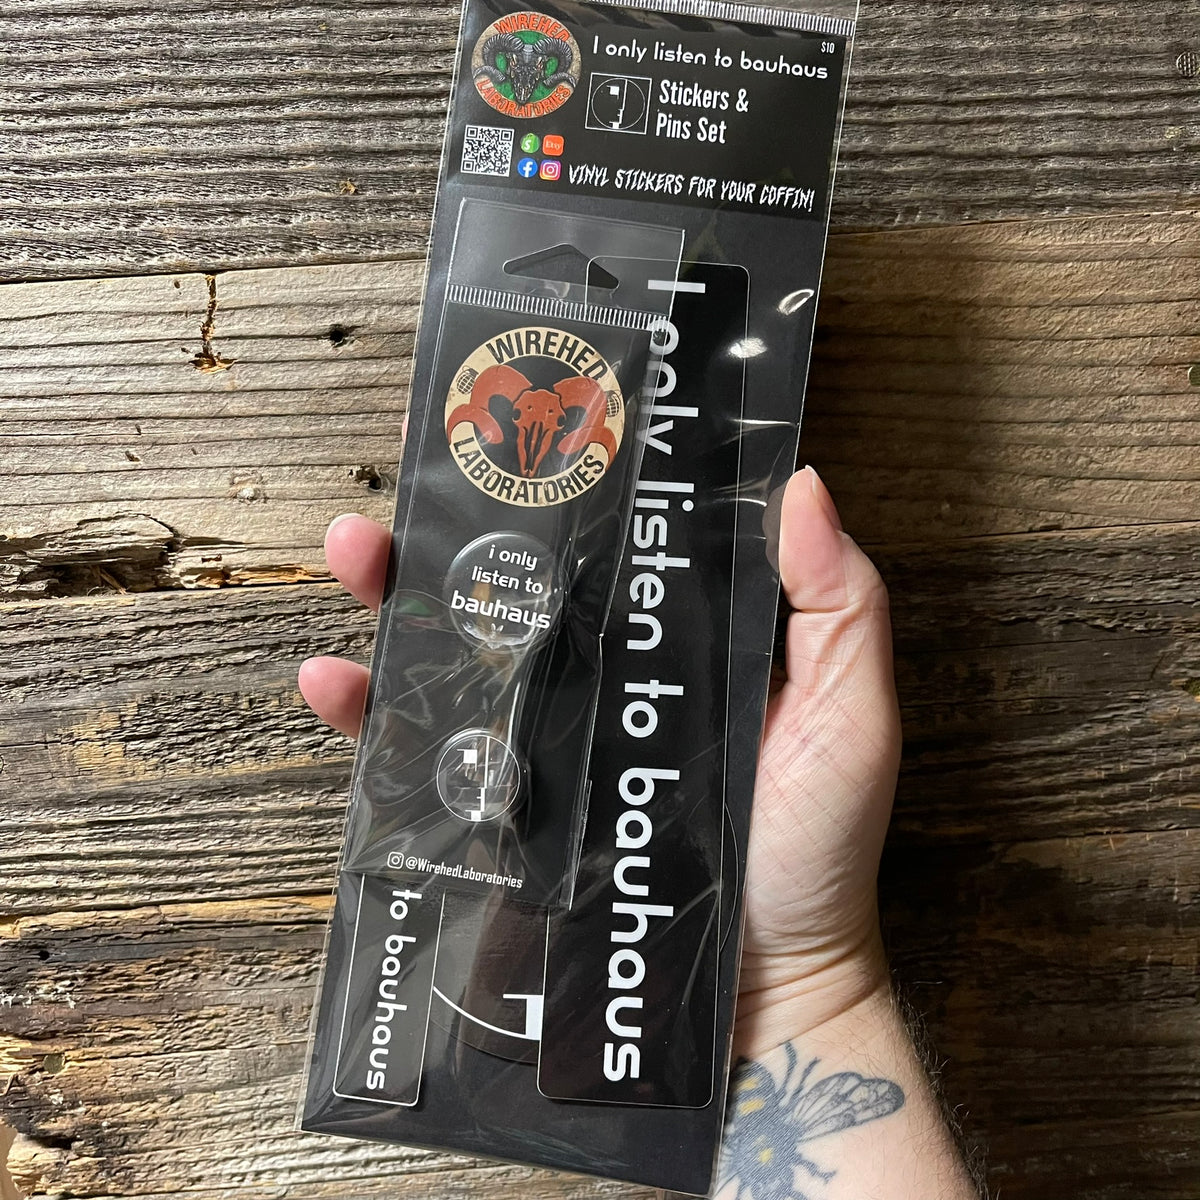 WIREHED
LABORATORIES
I only listen to bauhaus
$10
Stickers &
Pins Set
Etsy
VINYL STICKERS FOR YOUR COFFIN!
WIREHED
LABORATORIES
i only
listen to
bauhaus
@WirehedLaboratories
I only listen to bauhaus
to bauhaus